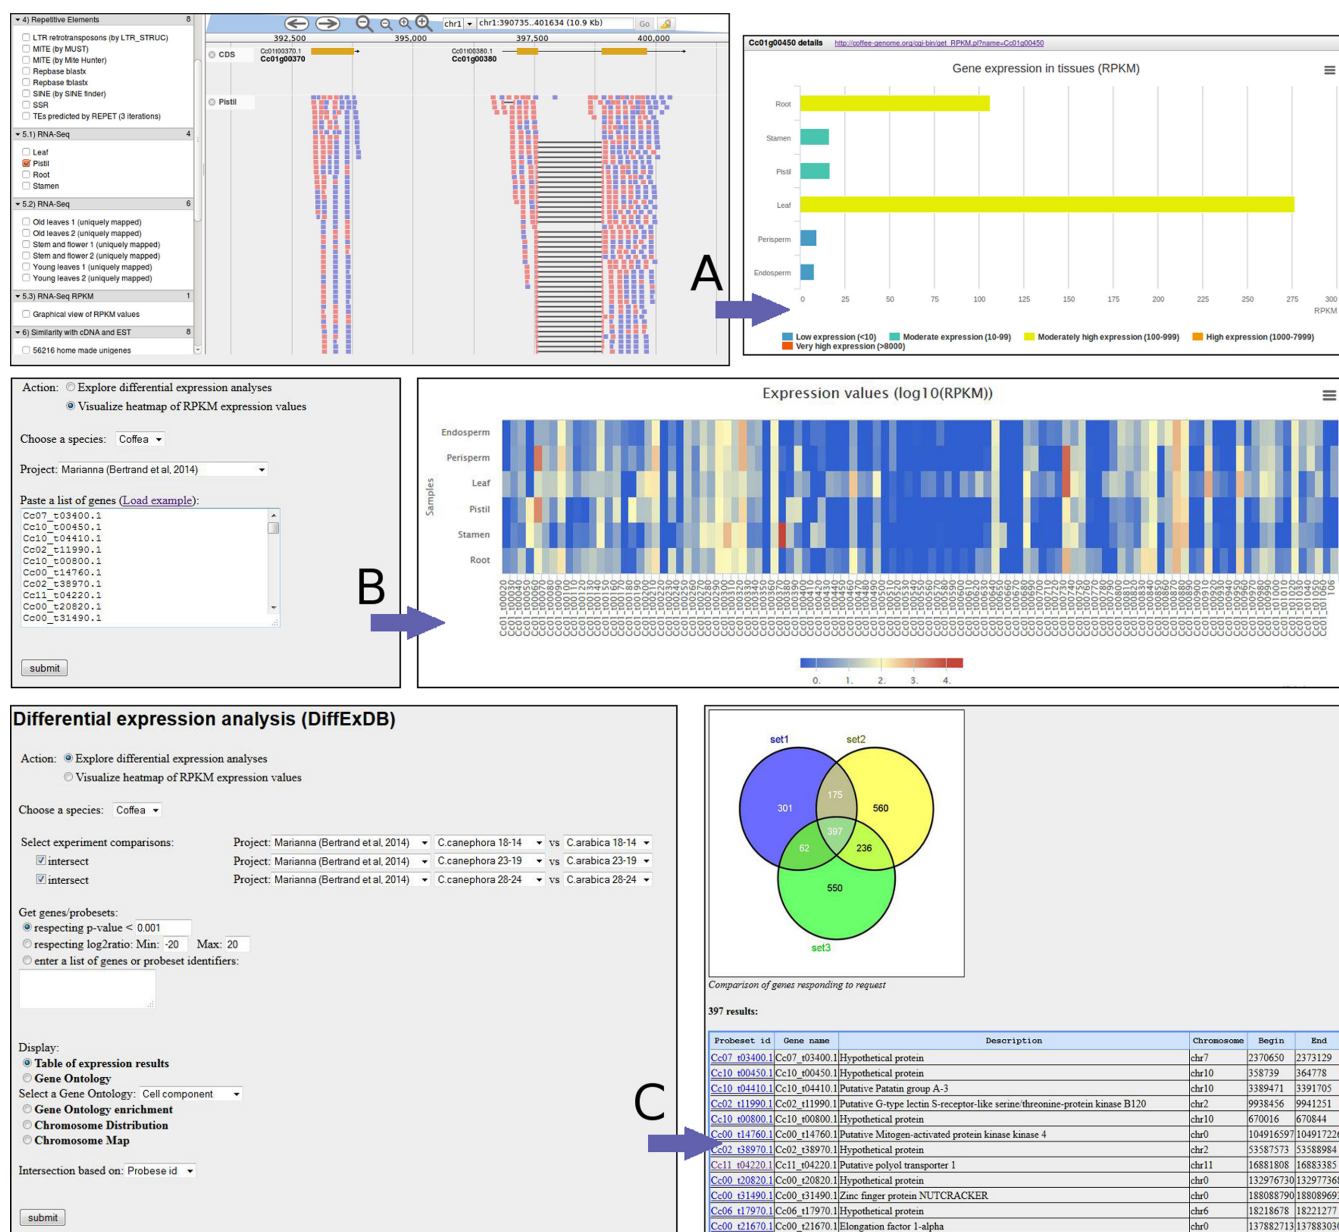 4) Repetitive Elements 8
LTR retrotransposons (by LTR_STRUC)
MITE (by MUST)
MITE (by Mite Hunter)
Repbase blastx
Repbase tblastx
SINE (by SINE finder)
SSR
TEs predicted by REPET (3 iterations)
5.1) RNA-Seq 4
Leaf
Pistil
Root
Stamen
5.2) RNA-Seq 6
Old leaves 1 (uniquely mapped)
Old leaves 2 (uniquely mapped)
Stem and flower 1 (uniquely mapped)
Stem and flower 2 (uniquely mapped)
Young leaves 1 (uniquely mapped)
Young leaves 2 (uniquely mapped)
5.3) RNA-Seq RPKM 1
Graphical view of RPKM values
6) Similarity with cDNA and EST 8
56216 home made unigenes
chr1 chr1:390735..401634 (10.9 Kb) Go
392,500 395,000 397,500 400,000
CDS
Cc01t00370.1 Cc01t00380.1
Cc01g00370 Cc01g00380
Pistil
A
Cc01g00450 details http://coffee-genome.org/cgi-bin/get_RPKM.pl?name=Cc01g00450
Gene expression in tissues (RPKM)
Root
Stamen
Pistil
Leaf
Perisperm
Endosperm
0 25 50 75 100 125 150 175 200 225 250 275 300
RPKM
Low expression (<10) Moderate expression (10-99) Moderately high expression (100-999) High expression (1000-7999)
Very high expression (>8000)
Action: Explore differential expression analyses
Visualize heatmap of RPKM expression values
Choose a species: Coffea
Project: Marianna (Bertrand et al, 2014)
Paste a list of genes (Load example):
Cc07_t03400.1
Cc10_t00450.1
Cc10_t04410.1
Cc02_t11990.1
Cc10_t00800.1
Cc00_t14760.1
Cc02_t38970.1
Cc11_t04220.1
Cc00_t20820.1
Cc00_t31490.1
submit
B
Expression values (log10(RPKM))
Samples
Endosperm
Perisperm
Leaf
Pistil
Stamen
Root
0. 1. 2. 3. 4.
Differential expression analysis (DiffExDB)
Action: Explore differential expression analyses
Visualize heatmap of RPKM expression values
Choose a species: Coffea
Select experiment comparisons: Project: Marianna (Bertrand et al, 2014) C.canephora 18-14 vs C.arabica 18-14
intersect Project: Marianna (Bertrand et al, 2014) C.canephora 23-19 vs C.arabica 23-19
intersect Project: Marianna (Bertrand et al, 2014) C.canephora 28-24 vs C.arabica 28-24
Get genes/probesets:
respecting p-value < 0.001
respecting log2ratio: Min: -20 Max: 20
enter a list of genes or probeset identifiers:
Display:
Table of expression results
Gene Ontology
Select a Gene Ontology: Cell component
Gene Ontology enrichment
Chromosome Distribution
Chromosome Map
Intersection based on: Probese id
submit
C
set1 set2
175
301 560
397
62 236
550
set3
Comparison of genes responding to request
397 results:
Probeset id Gene name Description Chromosome Begin End
Cc07_t03400.1 Cc07_t03400.1 Hypothetical protein chr7 2370650 2373129
Cc10_t00450.1 Cc10_t00450.1 Hypothetical protein chr10 358739 364778
Cc10_t04410.1 Cc10_t04410.1 Putative Patatin group A-3 chr10 3389471 3391705
Cc02_t11990.1 Cc02_t11990.1 Putative G-type lectin S-receptor-like serine/threonine-protein kinase B120 chr2 9938456 9941251
Cc10_t00800.1 Cc10_t00800.1 Hypothetical protein chr10 670016 670844
Cc00_t14760.1 Cc00_t14760.1 Putative Mitogen-activated protein kinase kinase 4 chr0 104916597 104917226
Cc02_t38970.1 Cc02_t38970.1 Hypothetical protein chr2 53587573 53588984
Cc11_t04220.1 Cc11_t04220.1 Putative polyol transporter 1 chr11 16881808 16883385
Cc00_t20820.1 Cc00_t20820.1 Hypothetical protein chr0 132976730 132977368
Cc00_t31490.1 Cc00_t31490.1 Zinc finger protein NUTCRACKER chr0 188088790 188089693
Cc06_t17970.1 Cc06_t17970.1 Hypothetical protein chr6 18218678 18221277
Cc00_t21670.1 Cc00_t21670.1 Elongation factor 1-alpha chr0 137882713 137883030